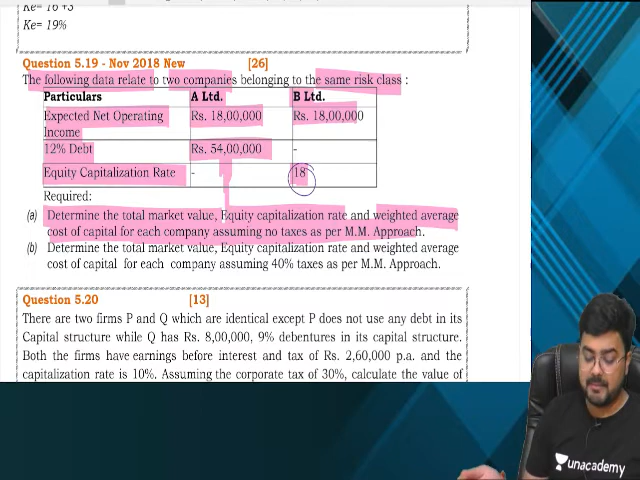 Ke= 16 +3
Ke= 19%
Question 5.19 - Nov 2018 New [26]
The following data relate to two companies belonging to the same risk class :
Particulars A Ltd. B Ltd.
Expected Net Operating Income Rs. 18,00,000 Rs. 18,00,000
12% Debt Rs. 54,00,000 -
Equity Capitalization Rate - 18
Required:
(a) Determine the total market value, Equity capitalization rate and weighted average
cost of capital for each company assuming no taxes as per M.M. Approach.
(b) Determine the total market value, Equity capitalization rate and weighted average
cost of capital for each company assuming 40% taxes as per M.M. Approach.
Question 5.20 [13]
There are two firms P and Q which are identical except P does not use any debt in its
Capital structure while Q has Rs. 8,00,000, 9% debentures in its capital structure.
Both the firms have earnings before interest and tax of Rs. 2,60,000 p.a. and the
capitalization rate is 10%. Assuming the corporate tax of 30%, calculate the value of
unacademy